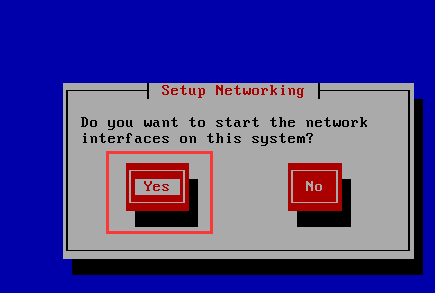 Setup Networking
Do you want to start the network
interfaces on this system?
Yes
No